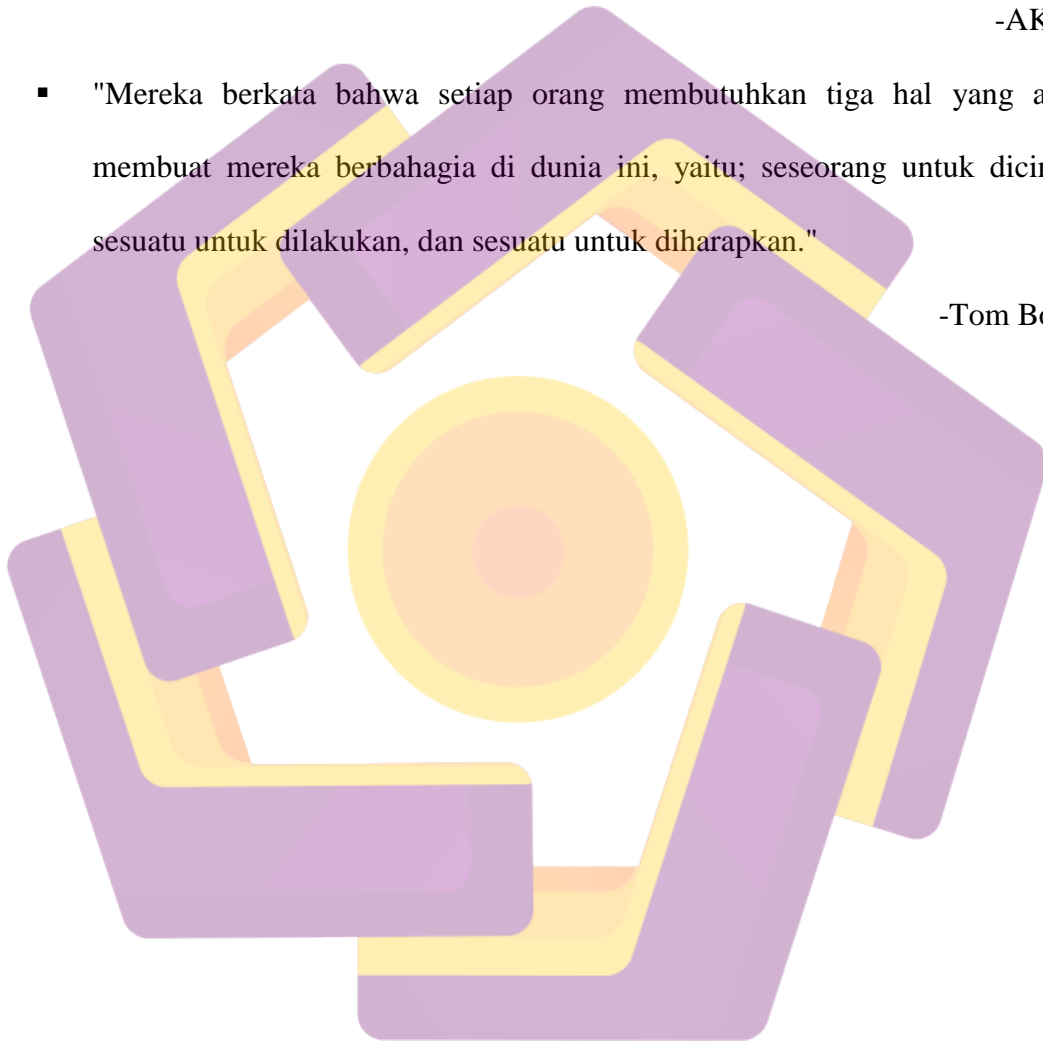 -AK
▪ "Mereka berkata bahwa setiap orang membutuhkan tiga hal yang a
membuat mereka berbahagia di dunia ini, yaitu; seseorang untuk dicin
sesuatu untuk dilakukan, dan sesuatu untuk diharapkan."
-Tom Bo